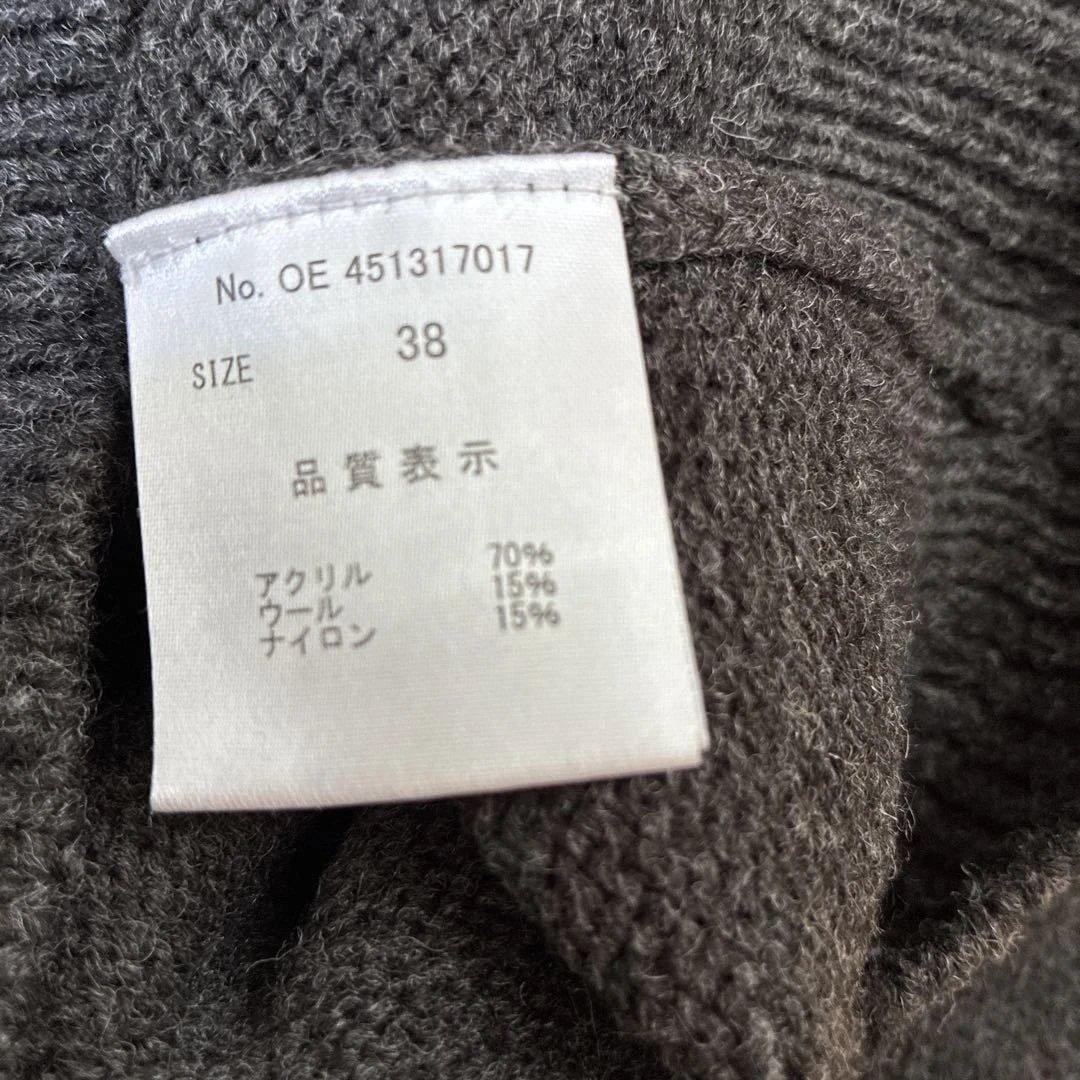 No. OE 451317017
SIZE 38
品質表示
アクリル 70%
ウール 15%
ナイロン 15%